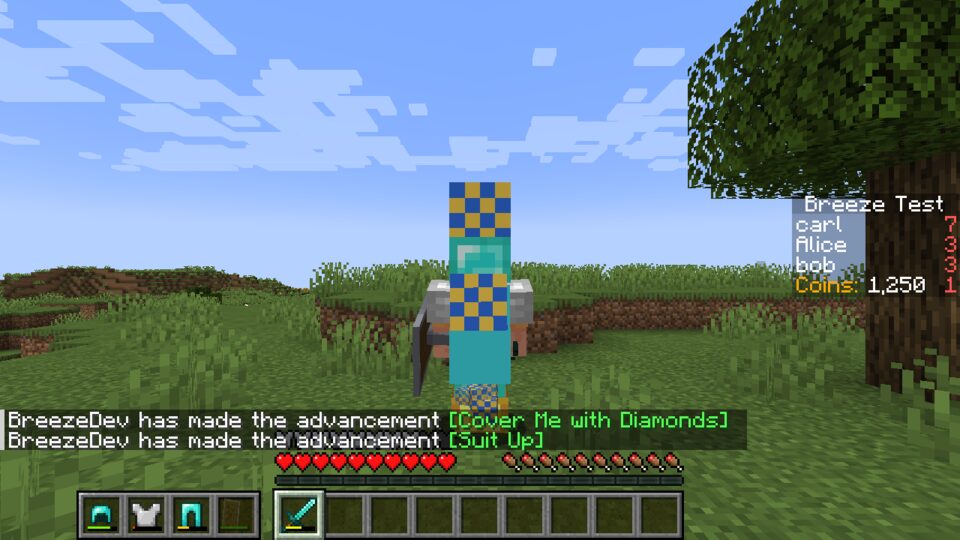 Breeze Test
carl 7
Alice 3
bob 3
Coins: 1,250 1
BreezeDev has made the advancement [Cover Me with Diamonds]
BreezeDev has made the advancement [Suit Up]